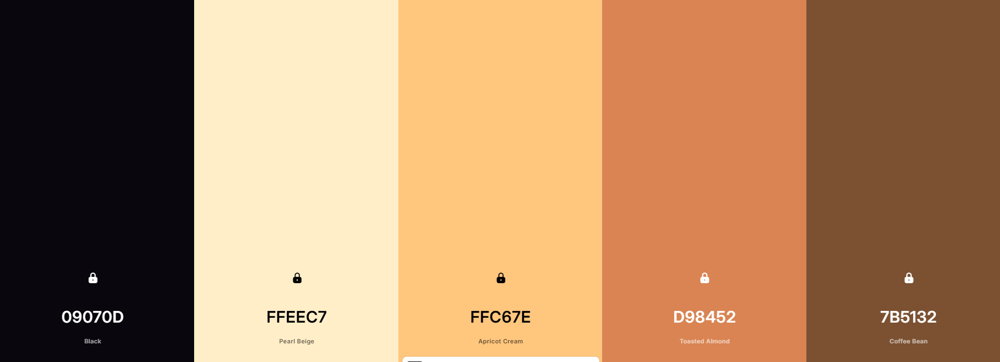 09070D
Black
FFEEC7
Pearl Beige
FFC67E
Apricot Cream
D98452
Toasted Almond
7B5132
Coffee Bean